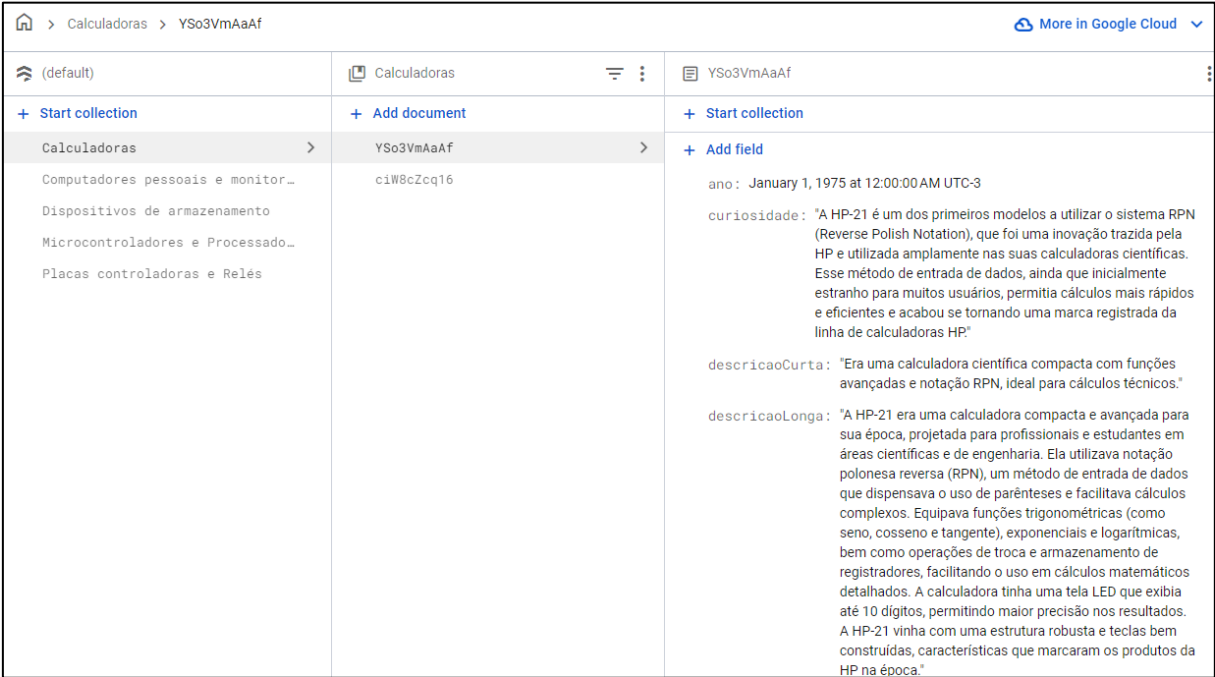 Calculadoras > YSo3VmAaAf
More in Google Cloud
(default)
+ Start collection
Calculadoras
Computadores pessoais e monitor…
Dispositivos de armazenamento
Microcontroladores e Processado…
Placas controladoras e Relés
Calculadoras
+ Add document
YSo3VmAaAf
ciW8cZcq16
YSo3VmAaAf
+ Start collection
+ Add field
ano: January 1, 1975 at 12:00:00 AM UTC-3
curiosidade: "A HP-21 é um dos primeiros modelos a utilizar o sistema RPN
(Reverse Polish Notation), que foi uma inovação trazida pela
HP e utilizada amplamente nas suas calculadoras científicas.
Esse método de entrada de dados, ainda que inicialmente
estranho para muitos usuários, permitia cálculos mais rápidos
e eficientes e acabou se tornando uma marca registrada da
linha de calculadoras HP."
descricaoCurta: "Era uma calculadora científica compacta com funções
avançadas e notação RPN, ideal para cálculos técnicos."
descricaoLonga: "A HP-21 era uma calculadora compacta e avançada para
sua época, projetada para profissionais e estudantes em
áreas científicas e de engenharia. Ela utilizava notação
polonesa reversa (RPN), um método de entrada de dados
que dispensava o uso de parênteses e facilitava cálculos
complexos. Equipava funções trigonométricas (como
seno, cosseno e tangente), exponenciais e logarítmicas,
bem como operações de troca e armazenamento de
registradores, facilitando o uso em cálculos matemáticos
detalhados. A calculadora tinha uma tela LED que exibia
até 10 dígitos, permitindo maior precisão nos resultados.
A HP-21 vinha com uma estrutura robusta e teclas bem
construídas, características que marcaram os produtos da
HP na época."